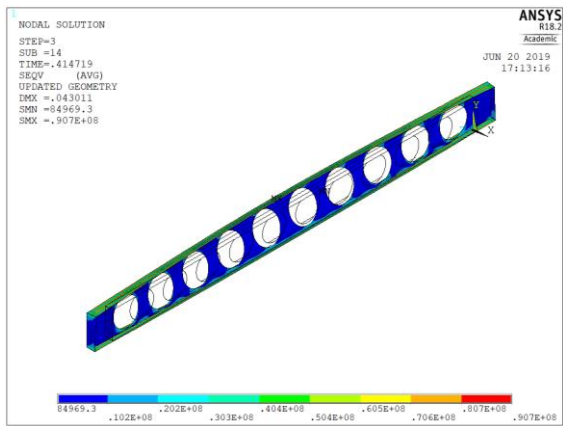 1
NODAL SOLUTION
STEP=3
SUB =14
TIME=.414719
SEQV (AVG)
UPDATED GEOMETRY
DMX =.043011
SMN =84969.3
SMX =.907E+08
ANSYS
R18.2
Academic
JUN 20 2019
17:13:16
Y
X
84969.3 .102E+08 .202E+08 .303E+08 .404E+08 .504E+08 .605E+08 .706E+08 .807E+08 .907E+08